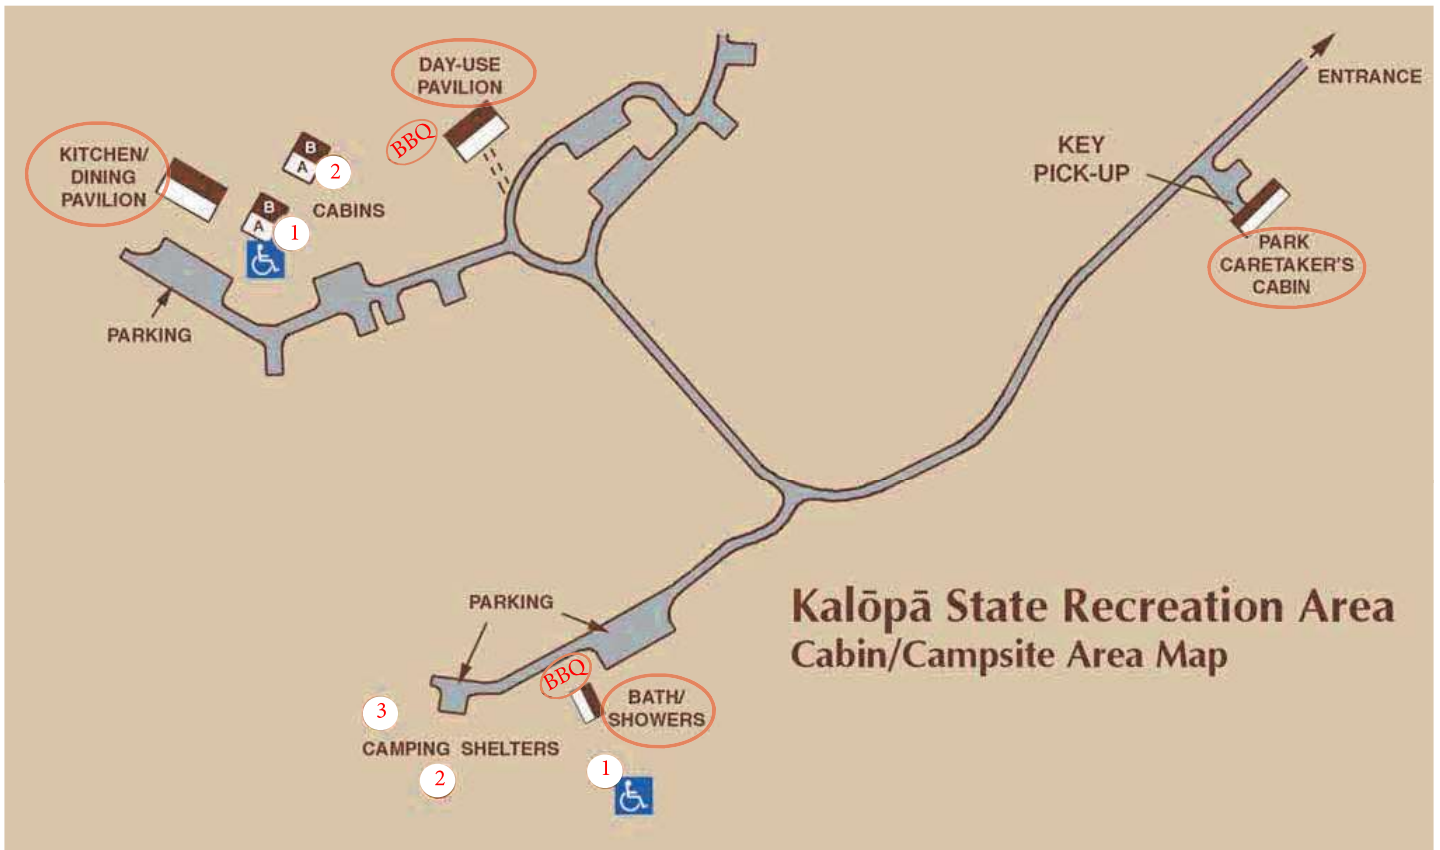 DAY-USE
PAVILION
BBQ
ENTRANCE
KITCHEN/
DINING
PAVILION
B
A
2
B
A
1
CABINS
KEY
PICK-UP
PARK
CARETAKER'S
CABIN
PARKING
PARKING
Kalōpā State Recreation Area
Cabin/Campsite Area Map
BBQ
BATH/
SHOWERS
3
CAMPING SHELTERS
2
1